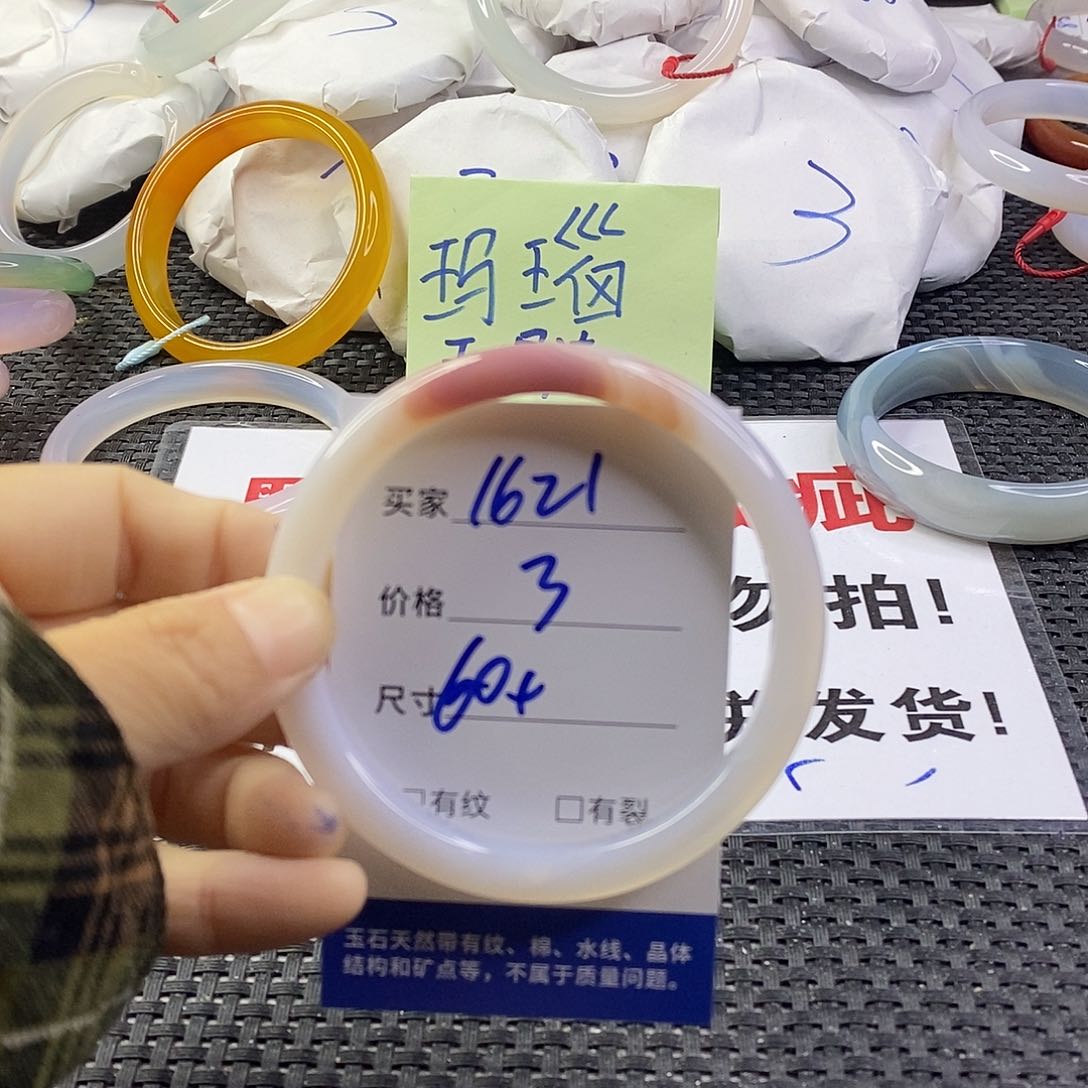 3
玛瑙
买家 1621
疵
价格 3
勿拍!
尺寸 60+
发货!
有纹 □有裂
玉石天然带有纹、棉、水线、晶体
结构和矿点等，不属于质量问题。